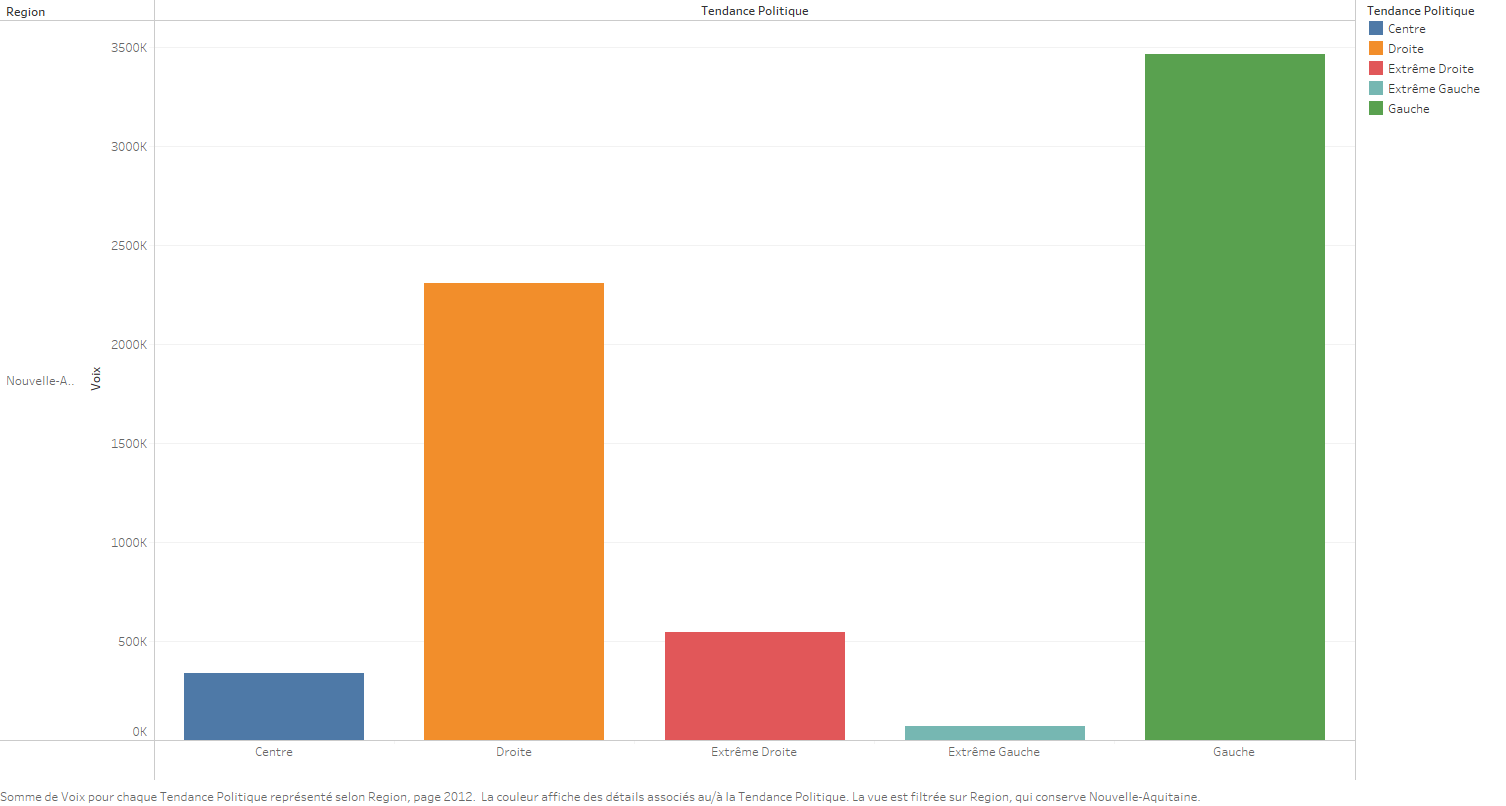 Region
Tendance Politique
Tendance Politique
Centre
Droite
Extrême Droite
Extrême Gauche
Gauche
3500K
3000K
2500K
2000K
1500K
1000K
500K
0K
Voix
Nouvelle-A..
Centre
Droite
Extrême Droite
Extrême Gauche
Gauche
Somme de Voix pour chaque Tendance Politique représenté selon Region, page 2012. La couleur affiche des détails associés au/à la Tendance Politique. La vue est filtrée sur Region, qui conserve Nouvelle-Aquitaine.